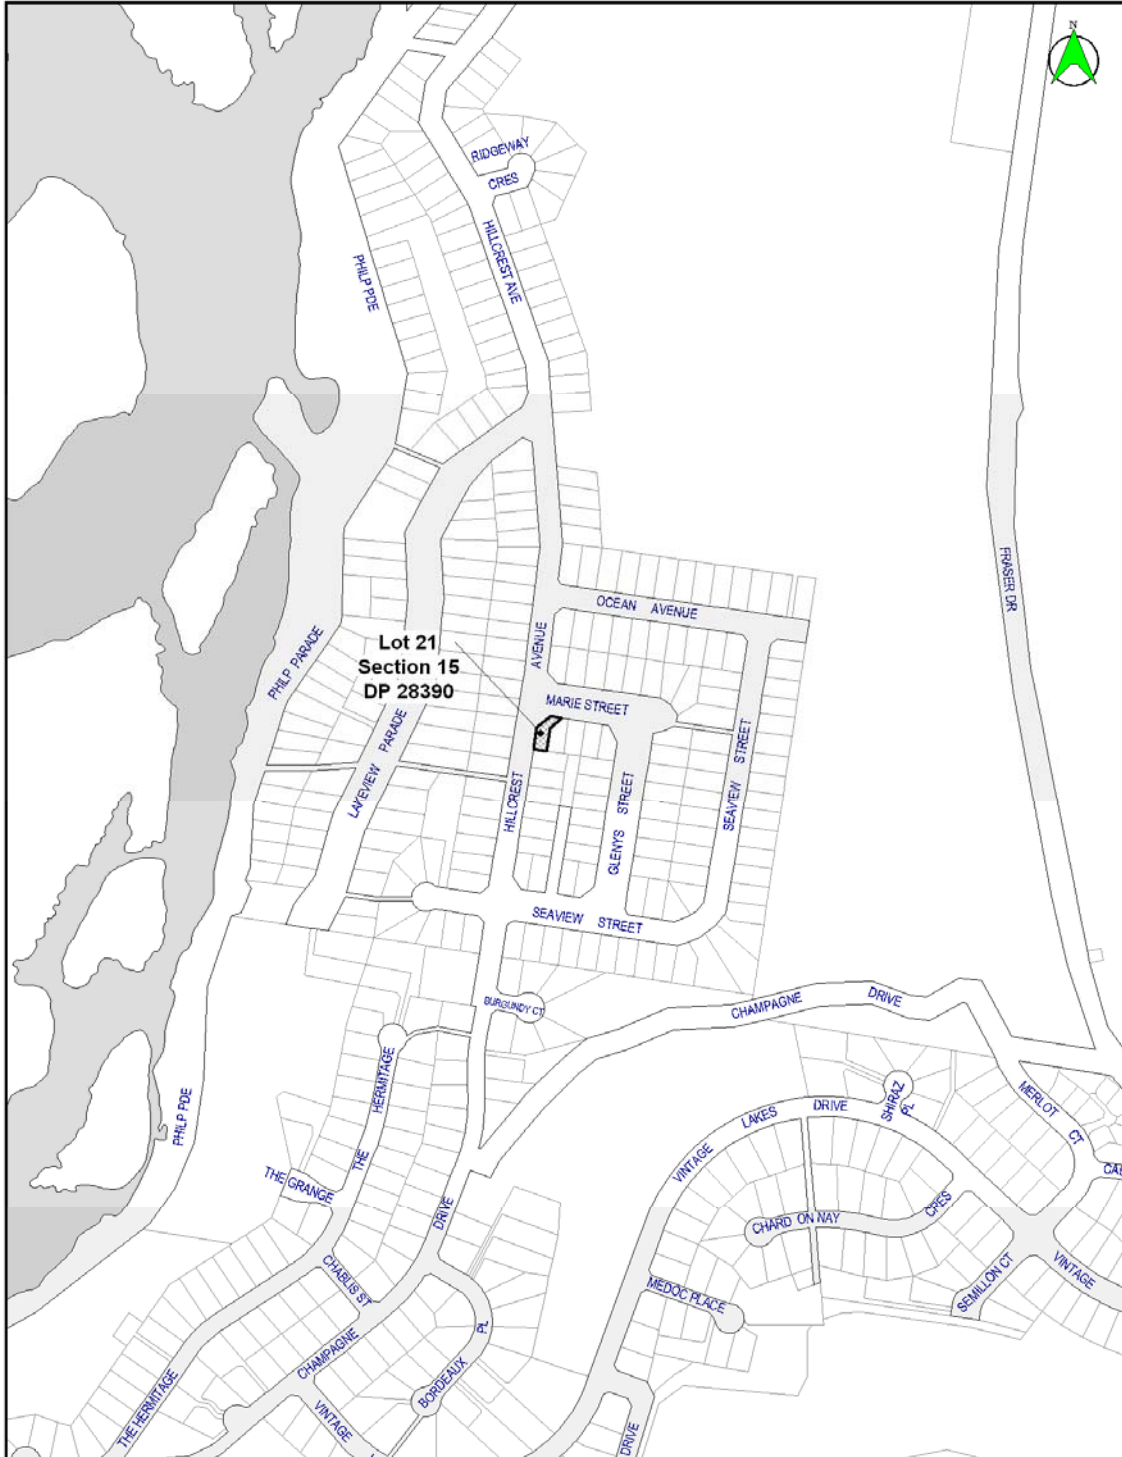 N
RIDGEWAY
CRES
HILLCREST AVE
PHILP PDE
FRASER DR
OCEAN AVENUE
AVENUE
Lot 21
Section 15
DP 28390
PHILP PARADE
MARIE STREET
LAKEVIEW PARADE
SEAVIEW STREET
HILLCREST
GLENYS STREET
SEAVIEW STREET
BURGUNDY CT
CHAMPAGNE DRIVE
THE HERMITAGE
PHILP PDE
SHIRAZ
PL
MERLOT CT
VINTAGE LAKES DRIVE
THE GRANGE
CAB
DRIVE
CHARD ON NAY CRES
CHABLIS ST
SEMILLON CT
VINTAGE
MEDOC PLACE
CHAMPAGNE
BORDEAUX PL
THE HERMITAGE
VINTAGE
DRIVE